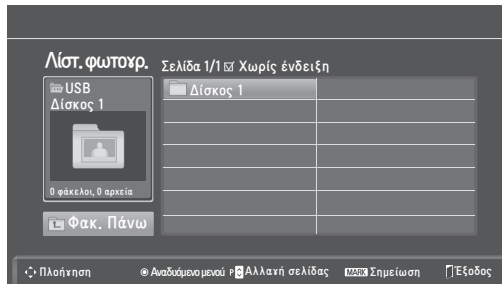 Λίστ. φωτογρ.
Σελίδα 1/1 Χωρίς ένδειξη
USB
Δίσκος 1
Δίσκος 1
0 φάκελοι, 0 αρχεία
Φακ. Πάνω
Πλοήγηση Αναδυόμενο μενού P Αλλαγή σελίδας MARK Σημείωση Έξοδος